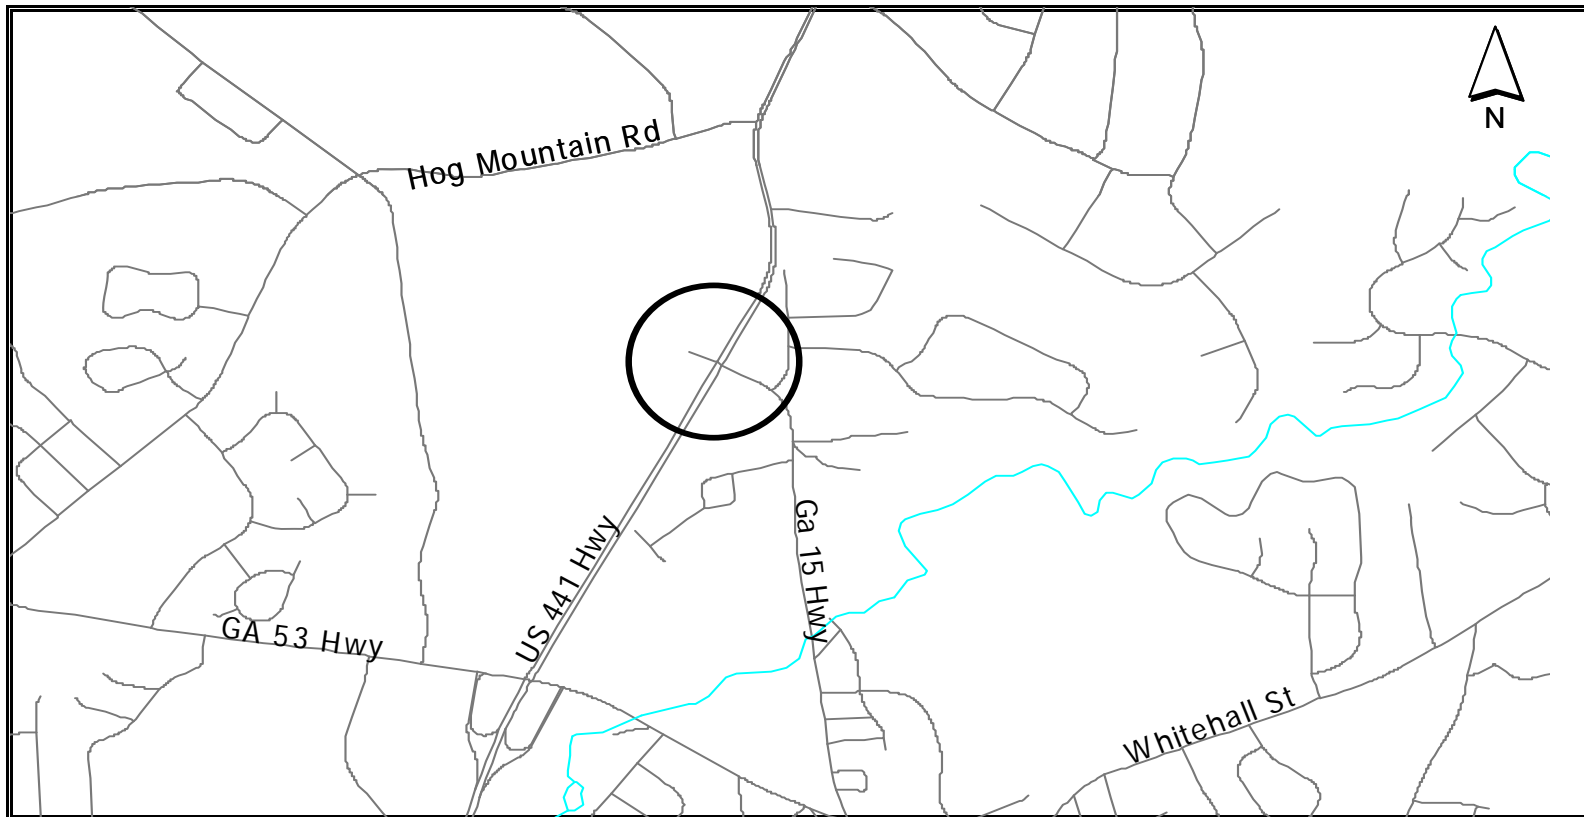 N
Hog Mountain Rd
Ga 15 Hwy
US 441 Hwy
GA 53 Hwy
Whitehall St